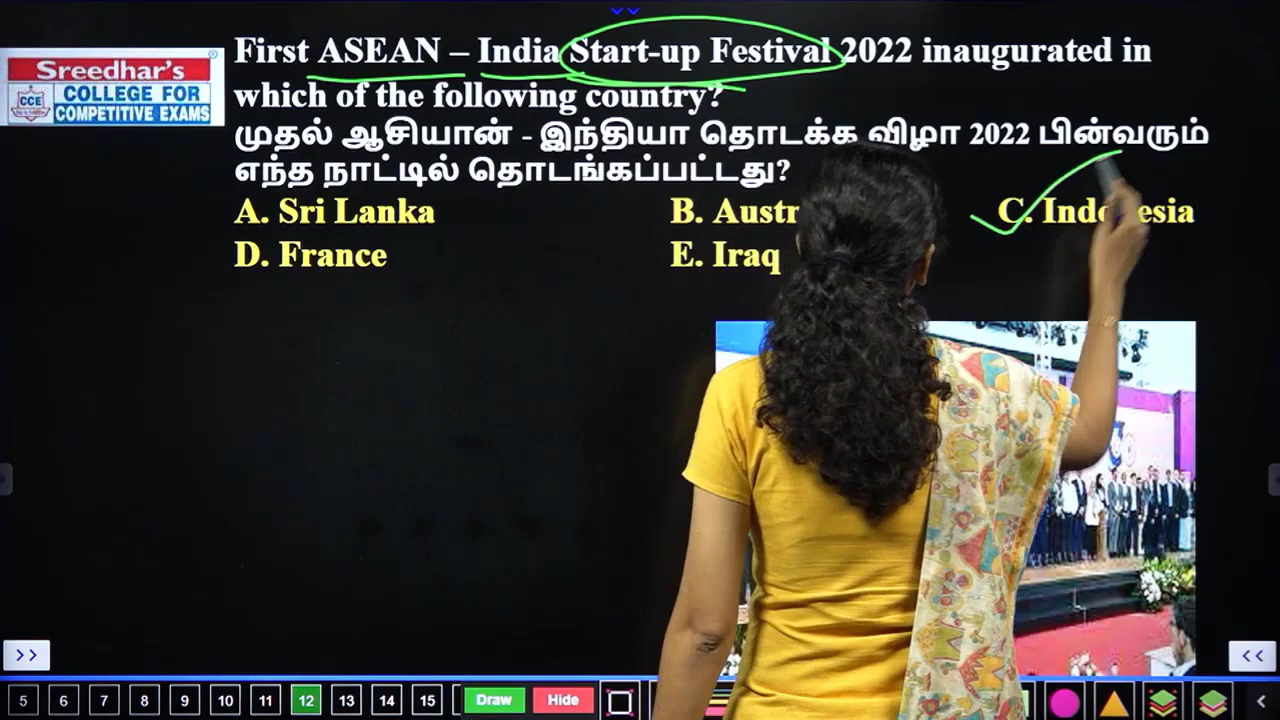 First ASEAN – India Start-up Festival 2022 inaugurated in
which of the following country?
முதல் ஆசியான் - இந்தியா தொடக்க விழா 2022 பின்வரும்
எந்த நாட்டில் தொடங்கப்பட்டது?
A. Sri Lanka B. Austr C. Indonesia
D. France E. Iraq
Sreedhar's
CCE
COLLEGE FOR
COMPETITIVE EXAMS
>> <<
5 6 7 8 9 10 11 12 13 14 15 Draw Hide